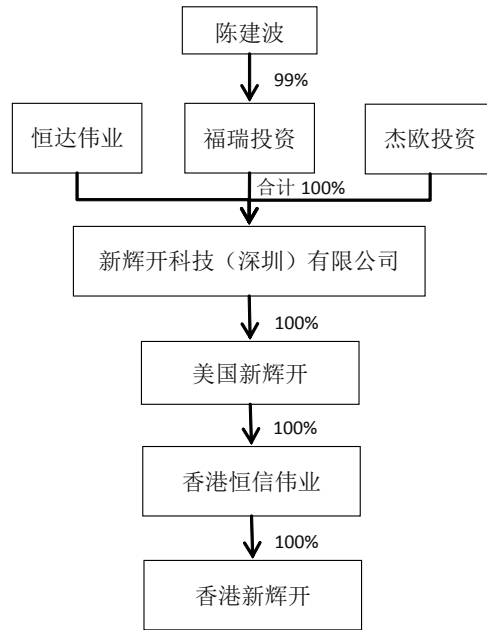 陈建波
99%
恒达伟业
福瑞投资
杰欧投资
合计 100%
新辉开科技（深圳）有限公司
100%
美国新辉开
100%
香港恒信伟业
100%
香港新辉开